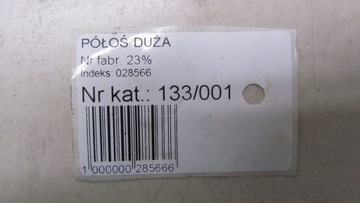 PÓŁOŚ DUŻA
Nr fabr. 23%
Indeks: 028566
Nr kat.: 133/001
1 000000 285666